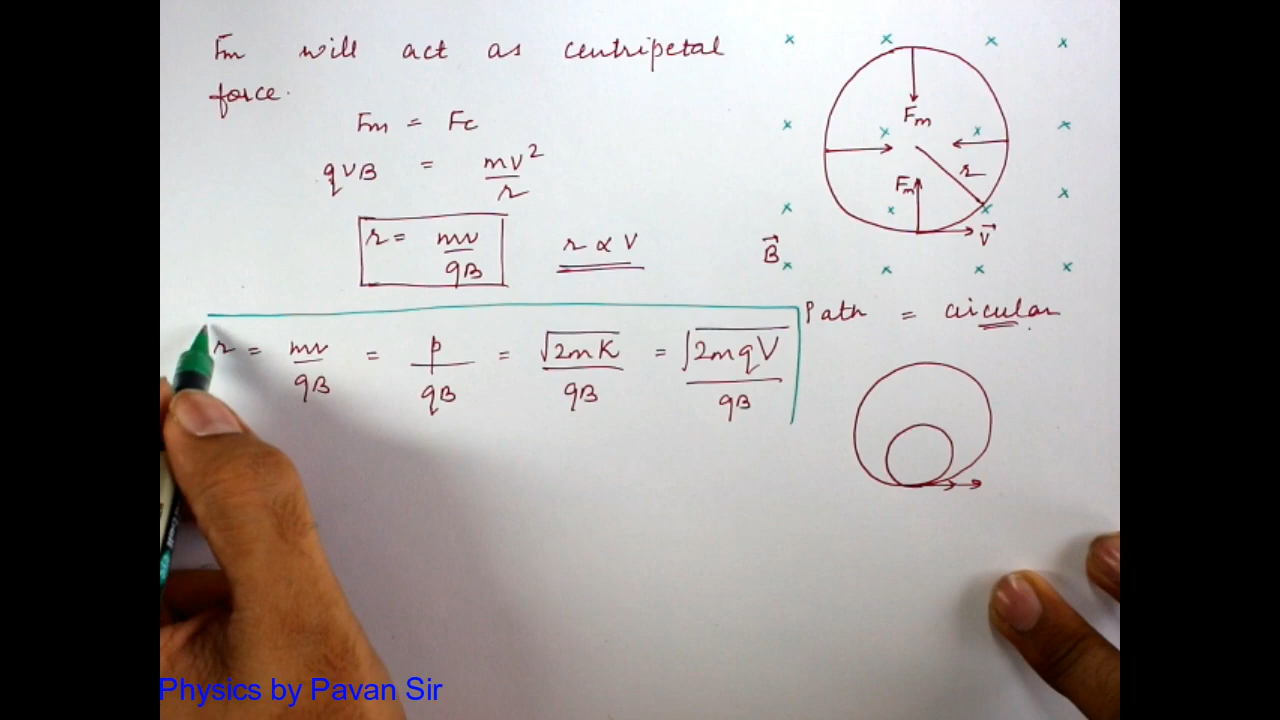 Fm will act as centripetal
force.
Fm = Fc
qvB = mv²/r
r = mv/qB r ∝ v
r = mv/qB = p/qB = √2mK/qB = √2mqV/qB
× × × ×
Fm
× × × ×
r
Fm
× × × ×
V⃗
B⃗ × × × ×
Path = circular
Physics by Pavan Sir